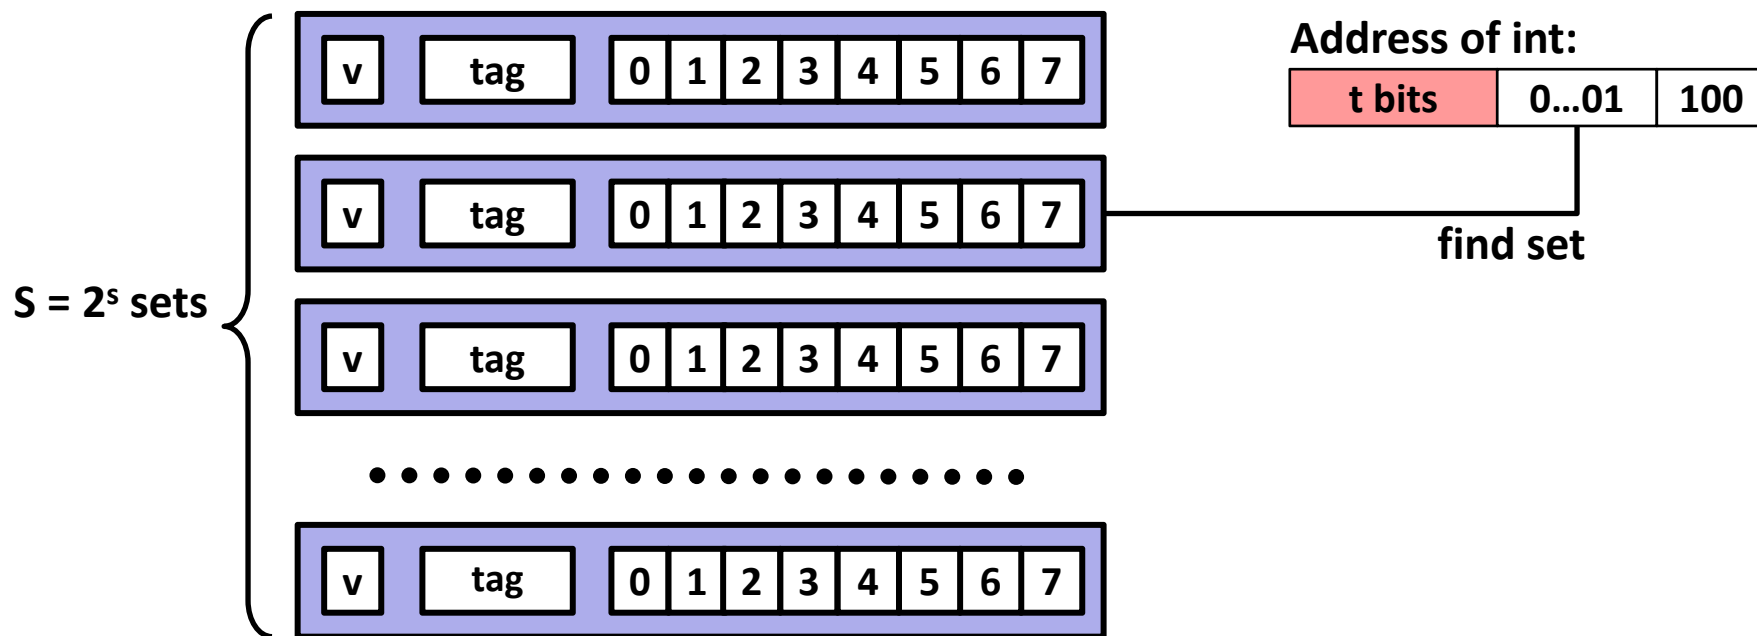 v tag 0 1 2 3 4 5 6 7
Address of int:
t bits 0...01 100
v tag 0 1 2 3 4 5 6 7
find set
S = 2ˢ sets
v tag 0 1 2 3 4 5 6 7
v tag 0 1 2 3 4 5 6 7